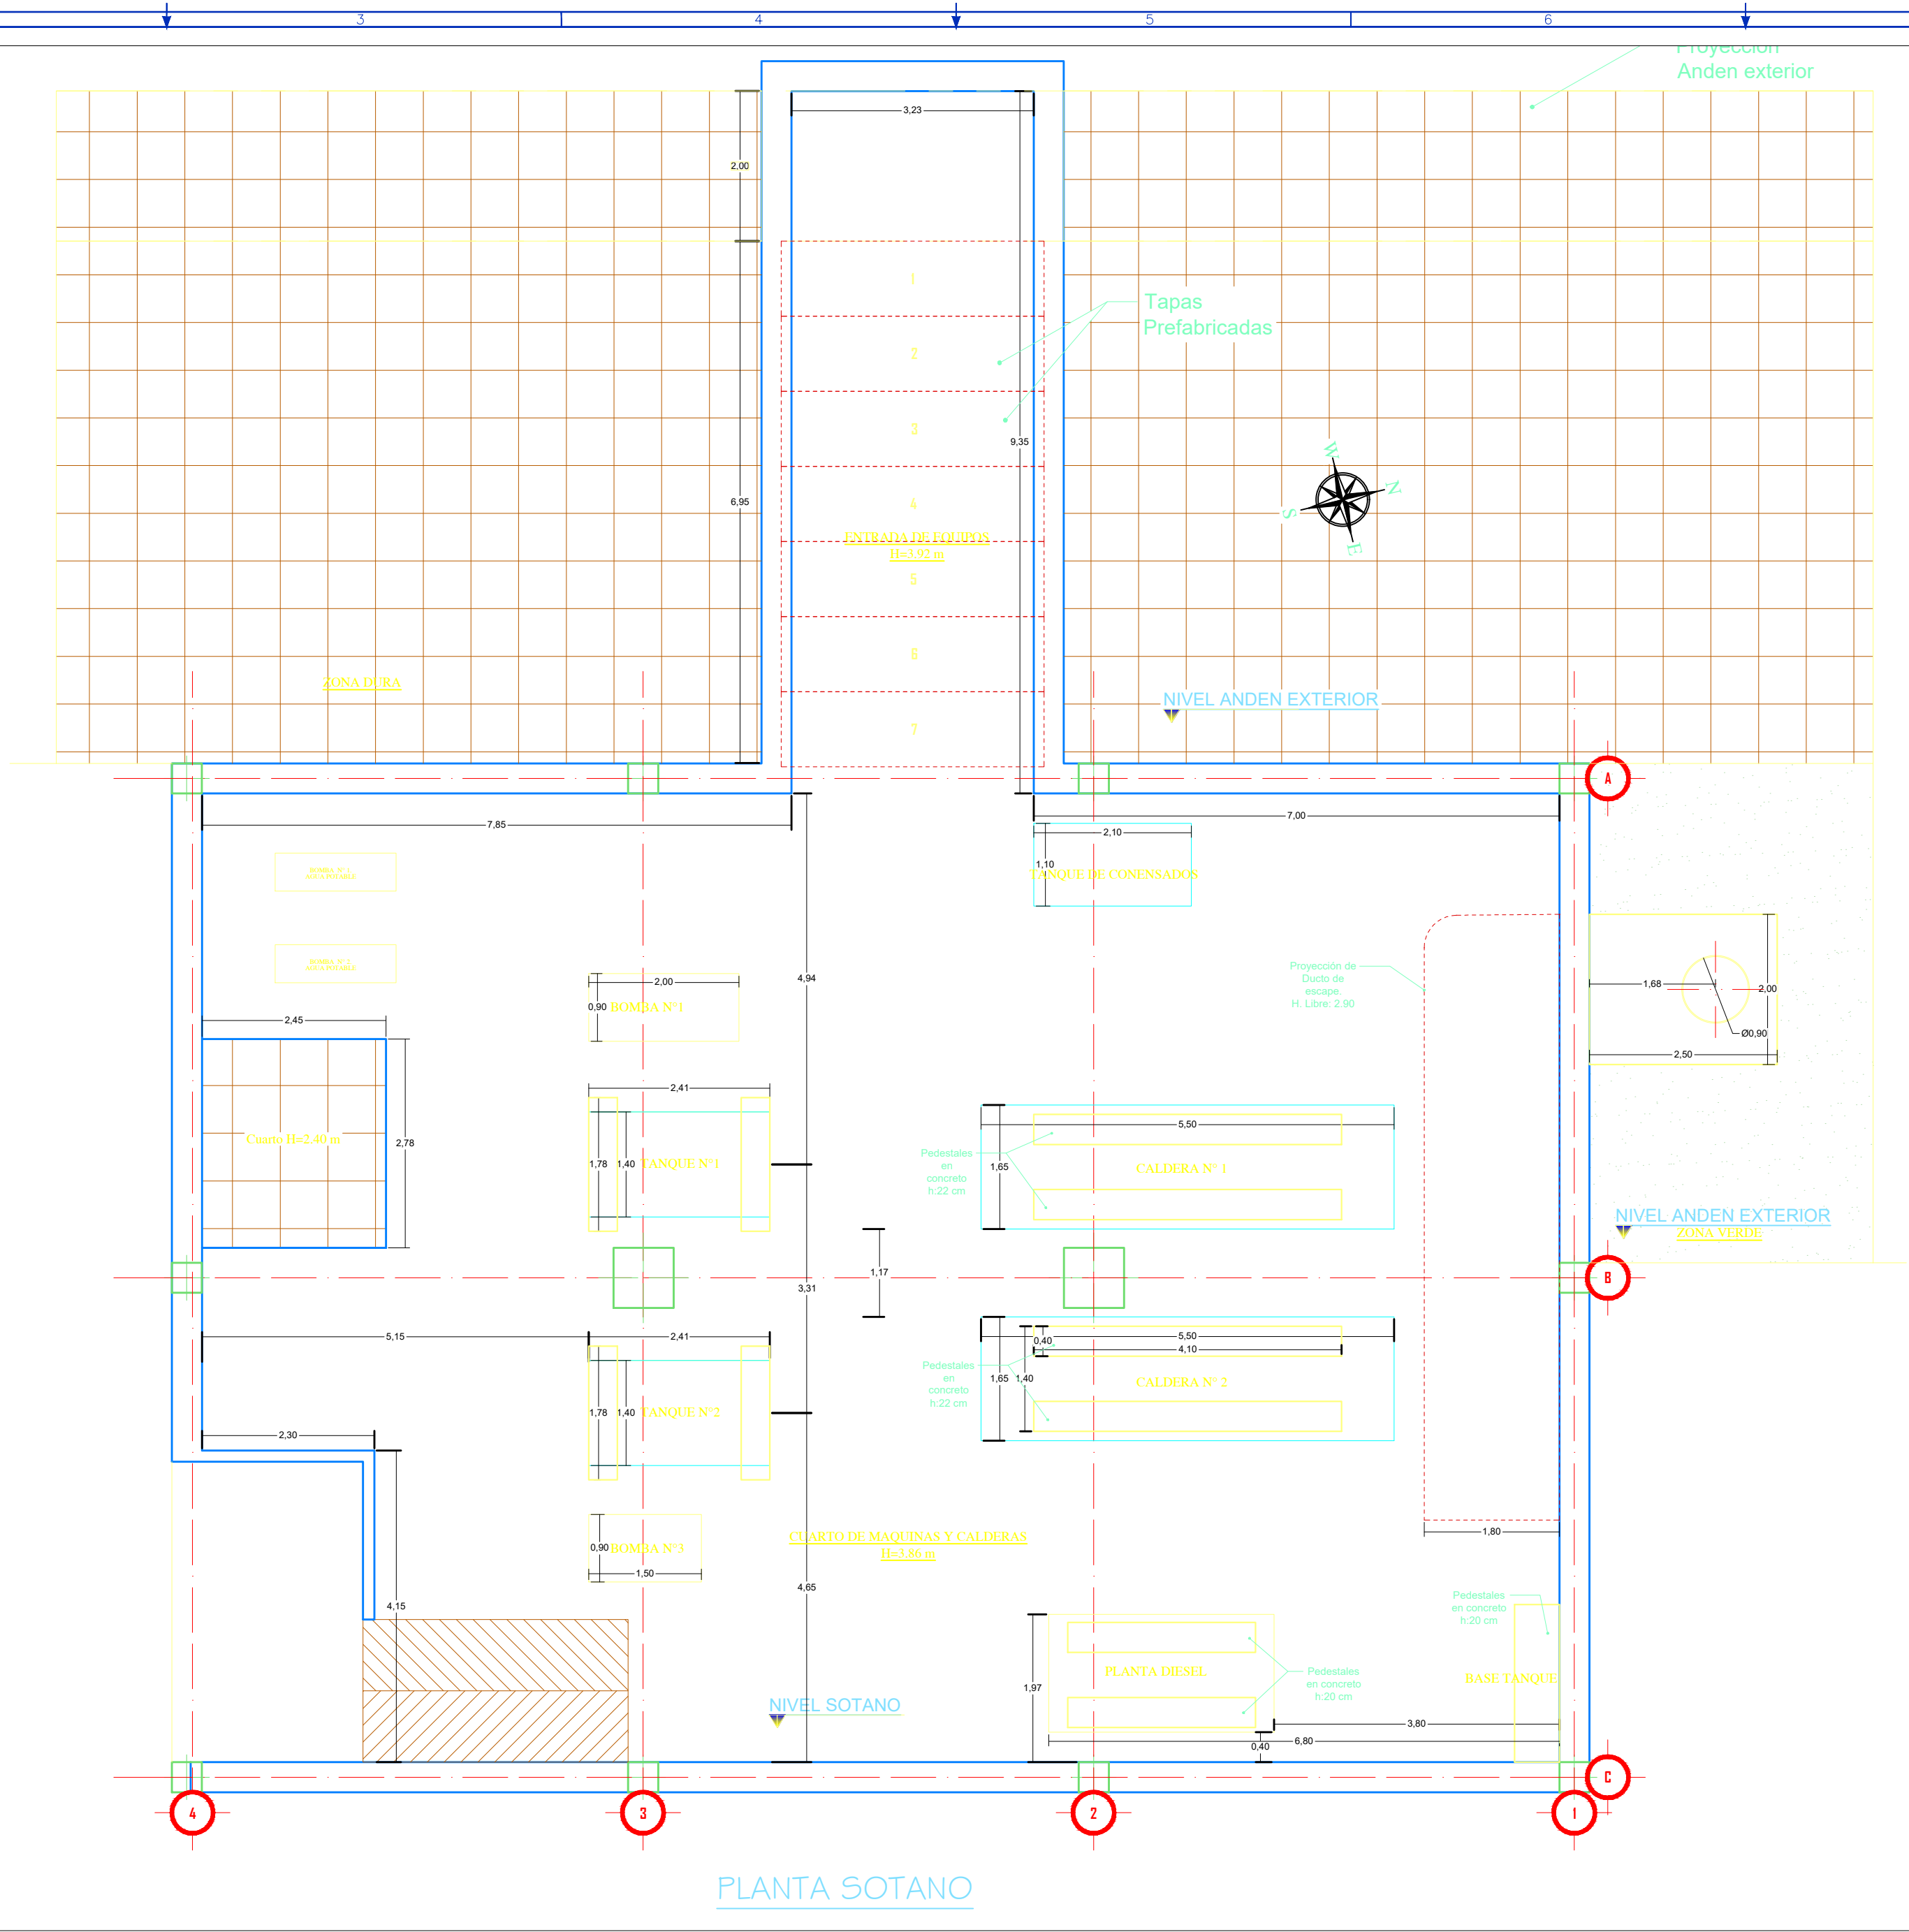 3
4
5
6
Proyección
Anden exterior
3,23
2,00
1
Tapas
Prefabricadas
2
3
9,35
W
N
S
E
6,95
4
ENTRADA DE EQUIPOS
H=3.92 m
5
6
ZONA DURA
NIVEL ANDEN EXTERIOR
7
A
7,85
7,00
2,10
1,10
TANQUE DE CONENSADOS
BOMBA N° 1
AGUA POTABLE
BOMBA N° 2
AGUA POTABLE
4,94
2,00
0,90
BOMBA N°1
Proyección de
Ducto de
escape,
H. Libre: 2.90
1,68
2,00
Ø0,90
2,50
2,45
2,41
5,50
Cuarto H=2.40 m
2,78
1,78
1,40
TANQUE N°1
Pedestales
en
concreto
h:22 cm
1,65
CALDERA N° 1
NIVEL ANDEN EXTERIOR
ZONA VERDE
1,17
B
3,31
5,15
2,41
0,40
5,50
4,10
Pedestales
en
concreto
h:22 cm
1,65
1,40
CALDERA N° 2
1,78
1,40
TANQUE N°2
2,30
1,80
CUARTO DE MAQUINAS Y CALDERAS
H=3.86 m
0,90
BOMBA N°3
1,50
4,65
4,15
Pedestales
en concreto
h:20 cm
PLANTA DIESEL
Pedestales
en concreto
h:20 cm
BASE TANQUE
1,97
NIVEL SOTANO
3,80
6,80
0,40
C
4
3
2
1
PLANTA SOTANO